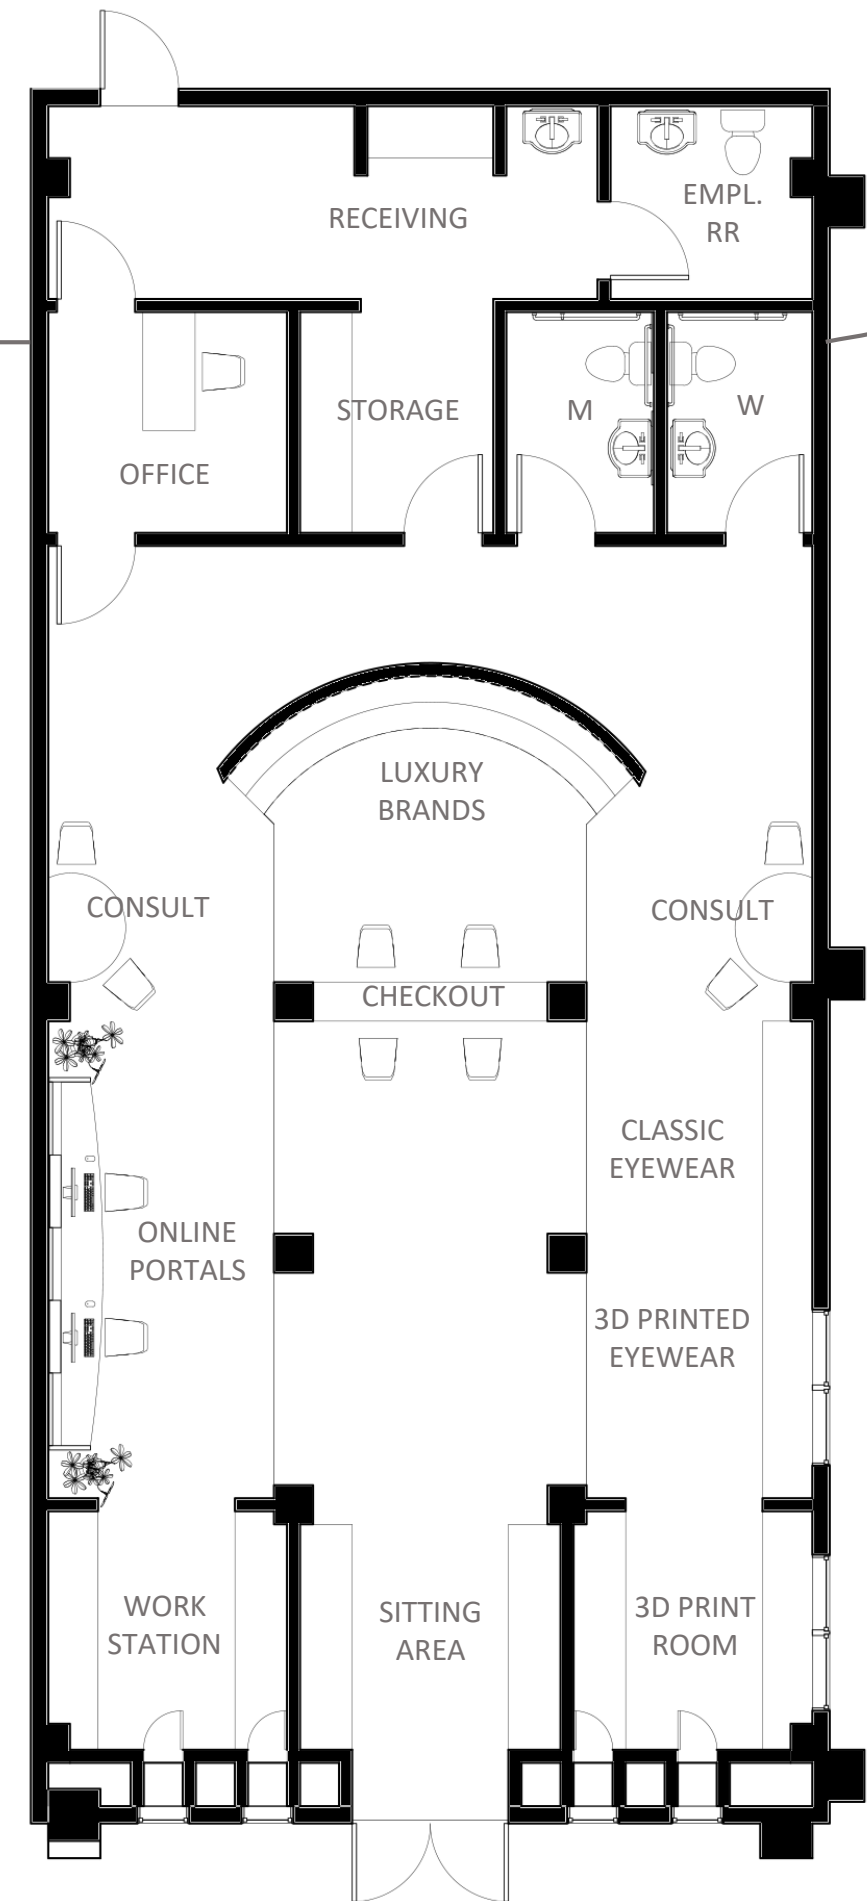 EMPL.
RR
RECEIVING
STORAGE
M
W
OFFICE
LUXURY
BRANDS
CONSULT
CONSULT
CHECKOUT
CLASSIC
EYEWEAR
ONLINE
PORTALS
3D PRINTED
EYEWEAR
WORK
STATION
SITTING
AREA
3D PRINT
ROOM